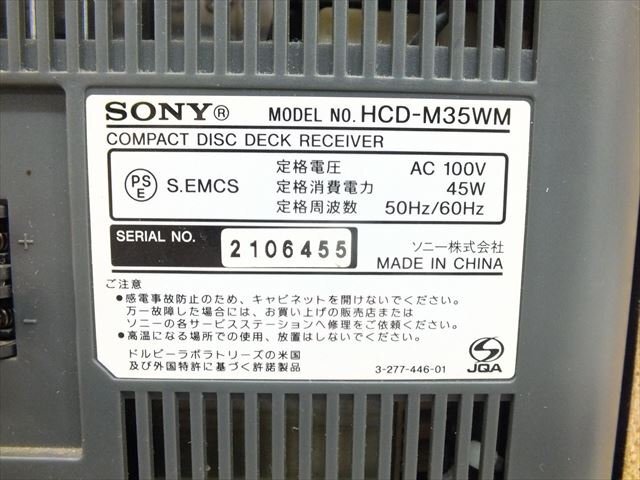 SONY® MODEL NO. HCD-M35WM
COMPACT DISC DECK RECEIVER
PSE S.EMCS
定格電圧 AC 100V
定格消費電力 45W
定格周波数 50Hz/60Hz
SERIAL NO. 2106455
ソニー株式会社
MADE IN CHINA
ご注意
●感電事故防止のため、キャビネットを開けないでください。
万一故障した場合には、お買い上げの販売店または
ソニーの各サービスステーションへ修理をご依頼ください。
●高温になる場所での使用、放置はしないでください。
ドルビーラボラトリーズの米国
及び外国特許に基づく許諾製品
3-277-446-01
JQA
+
-